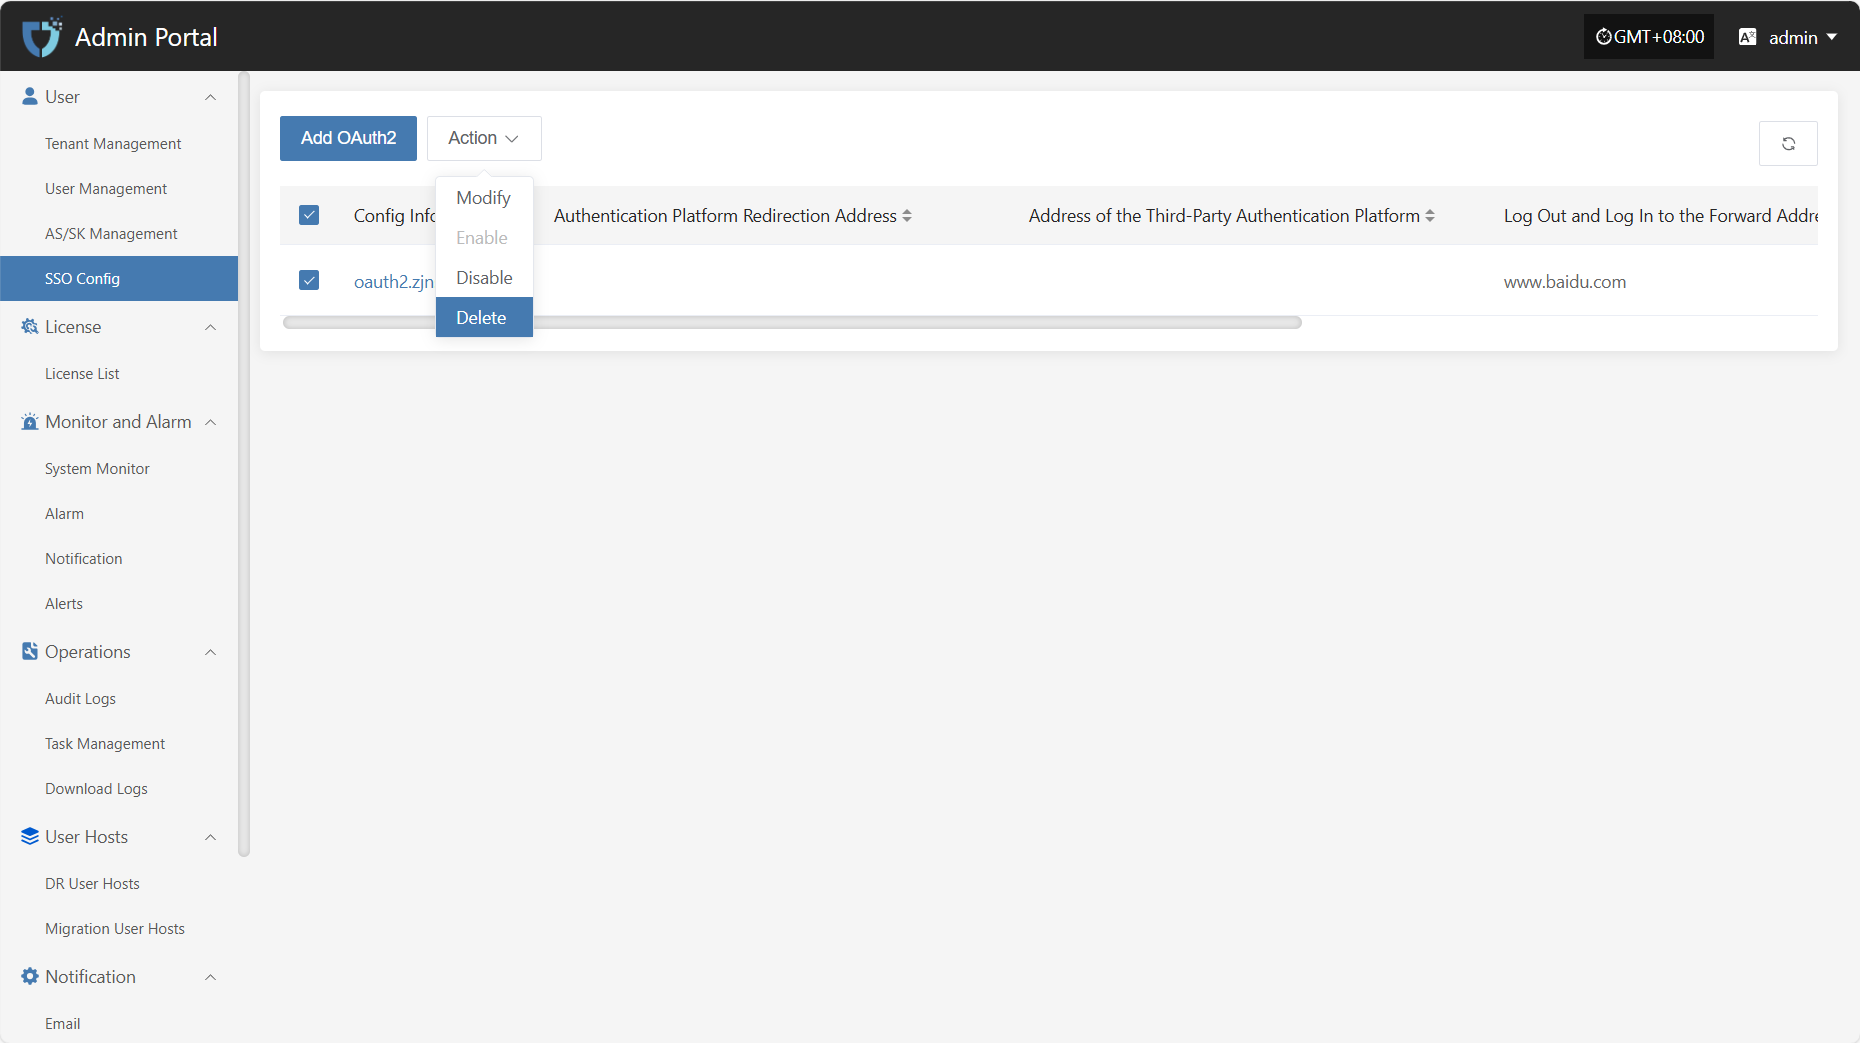 Admin Portal
GMT+08:00
admin
User
Tenant Management
User Management
AS/SK Management
SSO Config
License
License List
Monitor and Alarm
System Monitor
Alarm
Notification
Alerts
Operations
Audit Logs
Task Management
Download Logs
User Hosts
DR User Hosts
Migration User Hosts
Notification
Email
Add OAuth2
Action
Modify
Enable
Disable
Delete
Config Info Authentication Platform Redirection Address Address of the Third-Party Authentication Platform Log Out and Log In to the Forward Addre
oauth2.zjn www.baidu.com